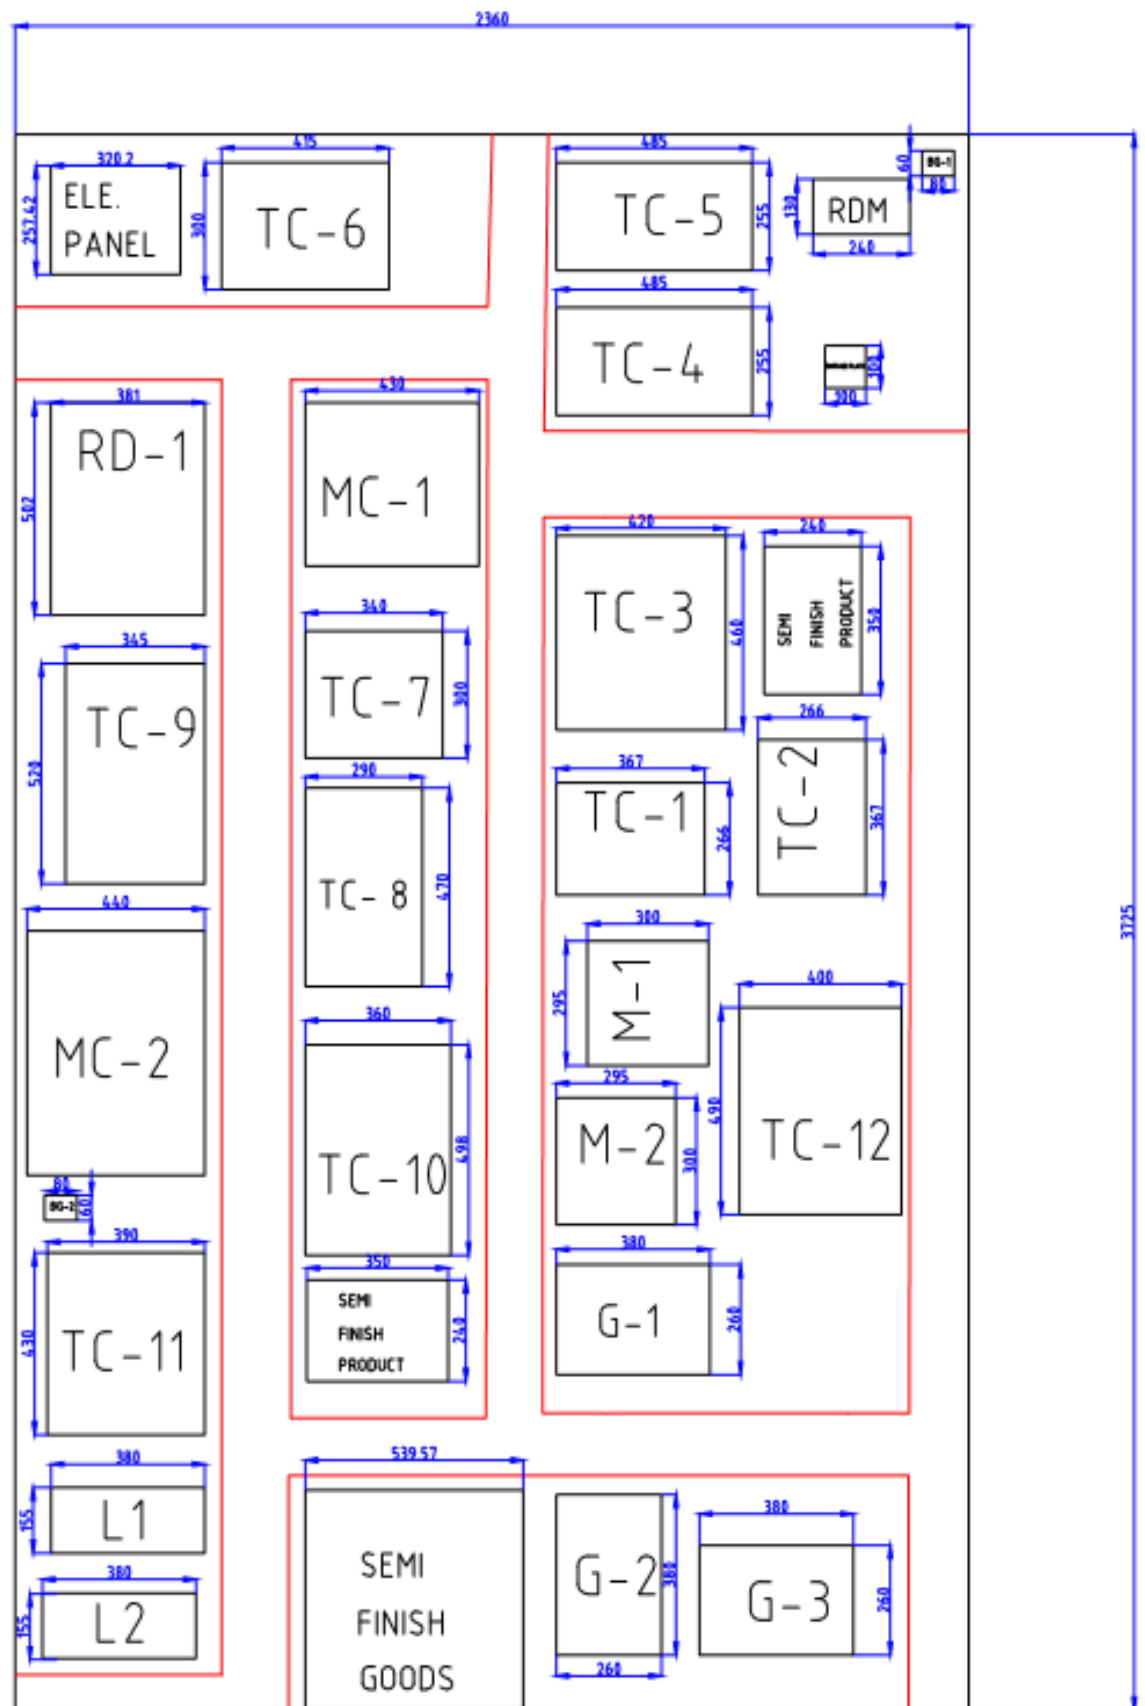 2360
415
485
320.2
60
BG-1
80
ELE.
PANEL
257.42
300
TC-6
TC-5
255
130
RDM
240
485
TC-4
255
300
300
381
430
RD-1
502
MC-1
420
240
TC-3
460
SEMI
FINISH
PRODUCT
350
340
345
TC-7
300
TC-9
520
266
290
367
TC-1
266
TC-2
367
TC-8
470
440
300
M-1
295
3725
400
360
MC-2
295
490
TC-12
M-2
300
TC-10
498
80
BG-2
60
390
380
350
SEMI
FINISH
PRODUCT
240
G-1
260
TC-11
430
539.57
380
L1
155
380
G-2
380
SEMI
FINISH
GOODS
G-3
260
380
L2
155
260